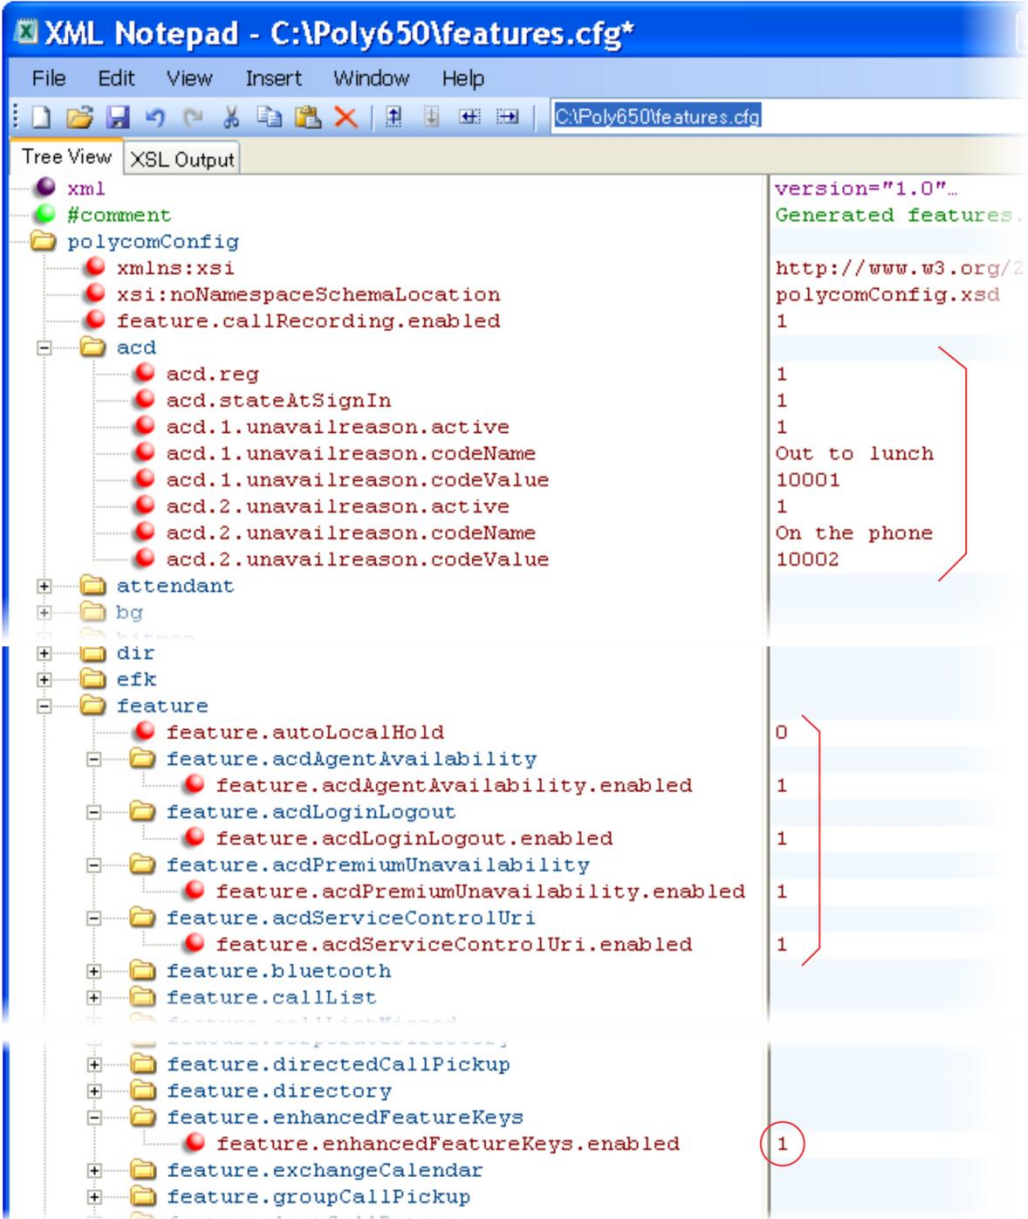 XML Notepad - C:\Poly650\features.cfg*
File Edit View Insert Window Help
C:\Poly650\features.cfg
Tree View XSL Output
xml version="1.0"…
#comment Generated features.
polycomConfig
xmlns:xsi http://www.w3.org/2
xsi:noNamespaceSchemaLocation polycomConfig.xsd
feature.callRecording.enabled 1
acd
acd.reg 1
acd.stateAtSignIn 1
acd.1.unavailreason.active 1
acd.1.unavailreason.codeName Out to lunch
acd.1.unavailreason.codeValue 10001
acd.2.unavailreason.active 1
acd.2.unavailreason.codeName On the phone
acd.2.unavailreason.codeValue 10002
attendant
bg
dir
efk
feature
feature.autoLocalHold 0
feature.acdAgentAvailability
feature.acdAgentAvailability.enabled 1
feature.acdLoginLogout
feature.acdLoginLogout.enabled 1
feature.acdPremiumUnavailability
feature.acdPremiumUnavailability.enabled 1
feature.acdServiceControlUri
feature.acdServiceControlUri.enabled 1
feature.bluetooth
feature.callList
feature.directedCallPickup
feature.directory
feature.enhancedFeatureKeys
feature.enhancedFeatureKeys.enabled 1
feature.exchangeCalendar
feature.groupCallPickup